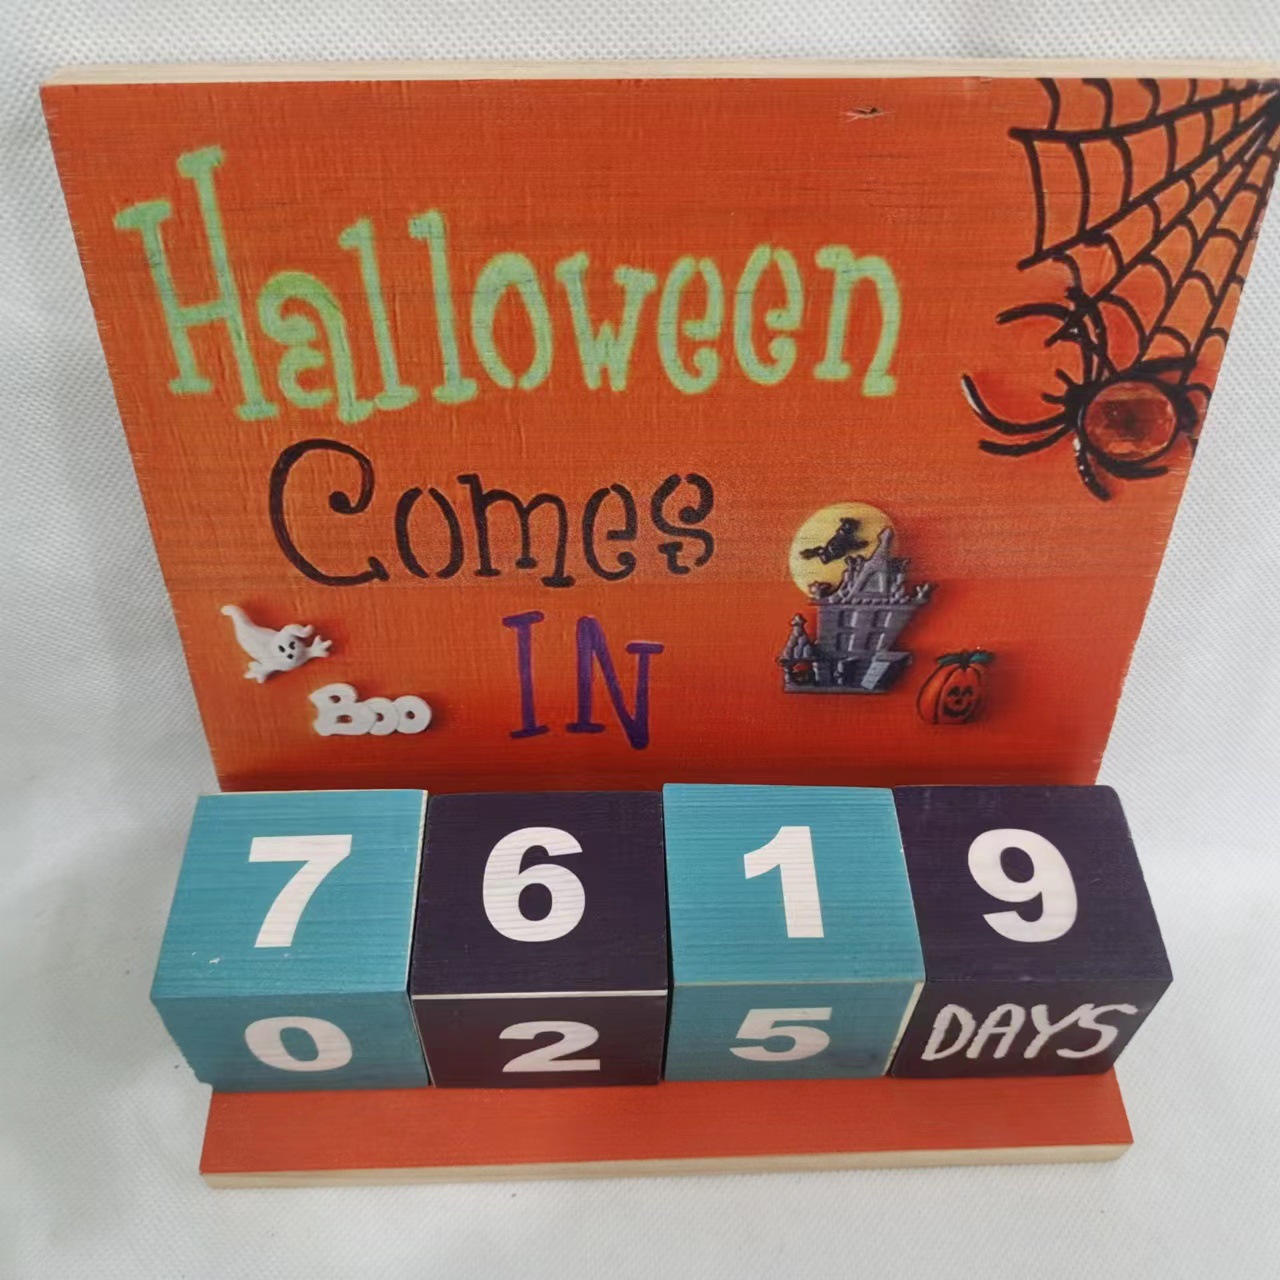 Halloween
Comes
IN
Boo
7 6 1 9
0 2 5 DAYS